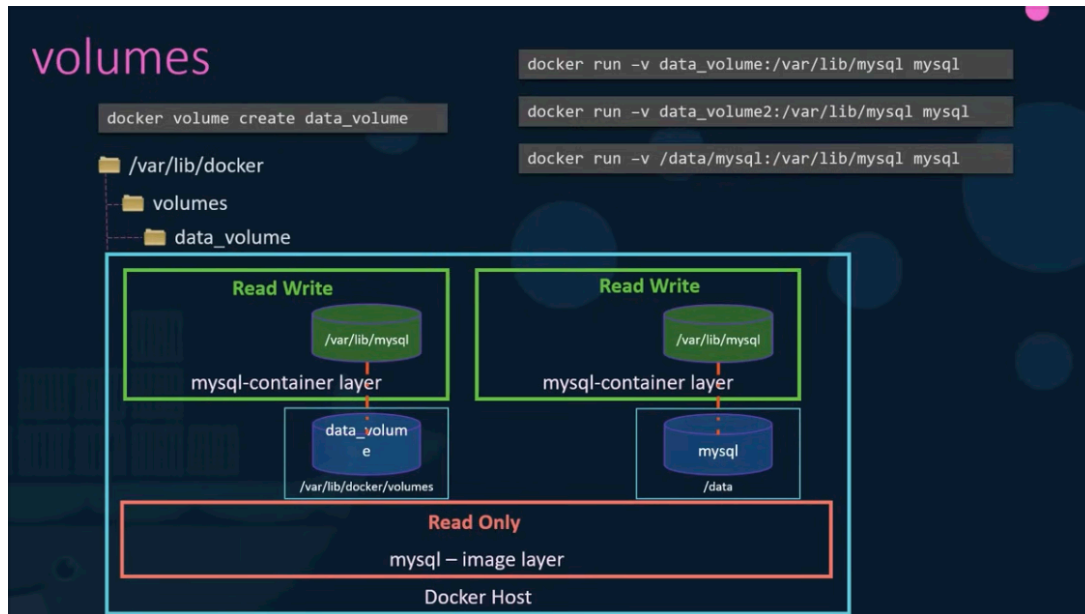 volumes
docker volume create data_volume
/var/lib/docker
volumes
data_volume
docker run –v data_volume:/var/lib/mysql mysql
docker run –v data_volume2:/var/lib/mysql mysql
docker run –v /data/mysql:/var/lib/mysql mysql
Read Write
/var/lib/mysql
mysql-container layer
data_volum
e
/var/lib/docker/volumes
Read Write
/var/lib/mysql
mysql-container layer
mysql
/data
Read Only
mysql – image layer
Docker Host